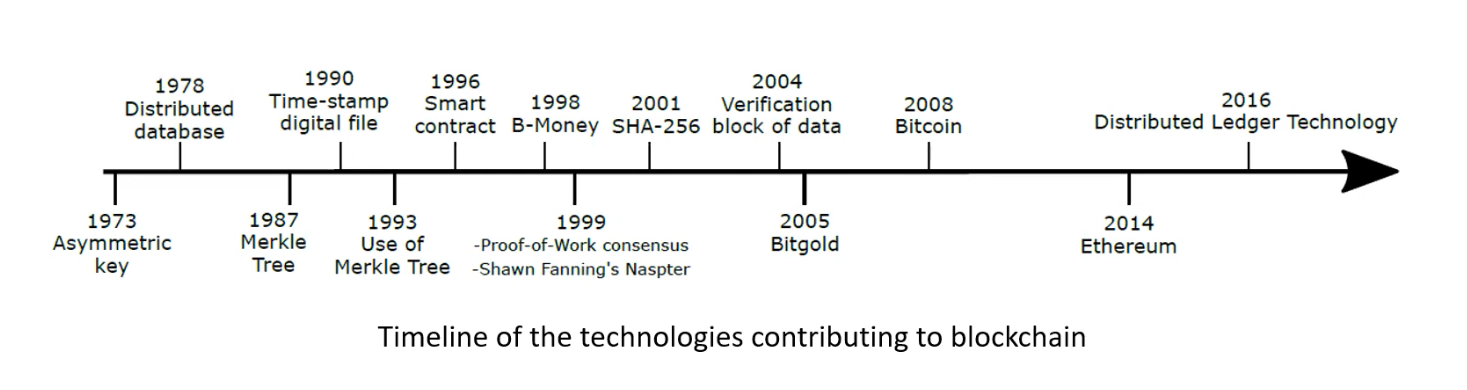 1978
Distributed
database
1990
Time-stamp
digital file
1996
Smart
contract
1998
B-Money
2001
SHA-256
2004
Verification
block of data
2008
Bitcoin
2016
Distributed Ledger Technology
1973
Asymmetric
key
1987
Merkle
Tree
1993
Use of
Merkle Tree
1999
-Proof-of-Work consensus
-Shawn Fanning's Naspter
2005
Bitgold
2014
Ethereum
Timeline of the technologies contributing to blockchain